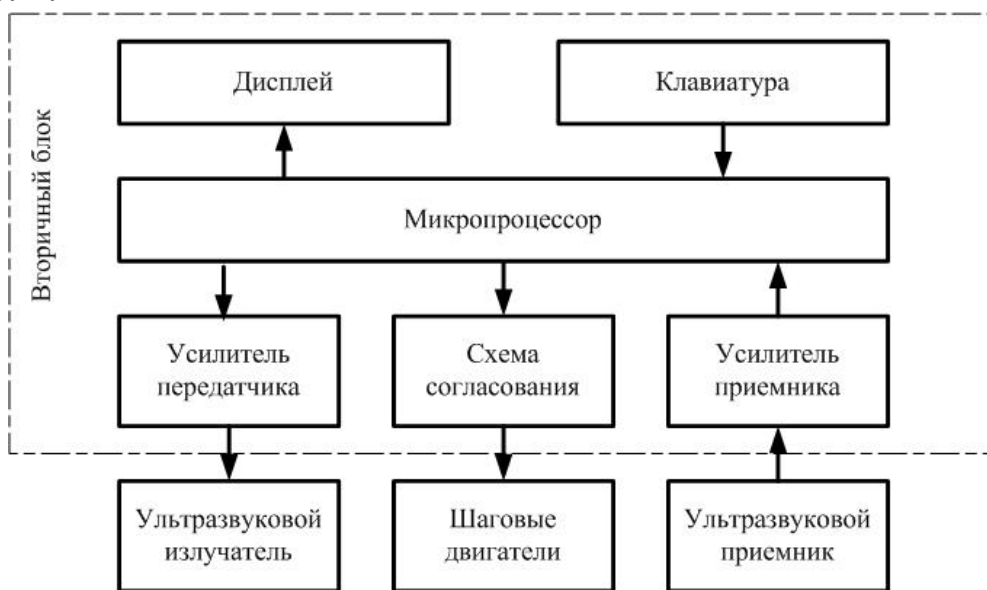 Дисплей
Клавиатура
Вторичный блок
Микропроцессор
Усилитель
передатчика
Схема
согласования
Усилитель
приемника
Ультразвуковой
излучатель
Шаговые
двигатели
Ультразвуковой
приемник